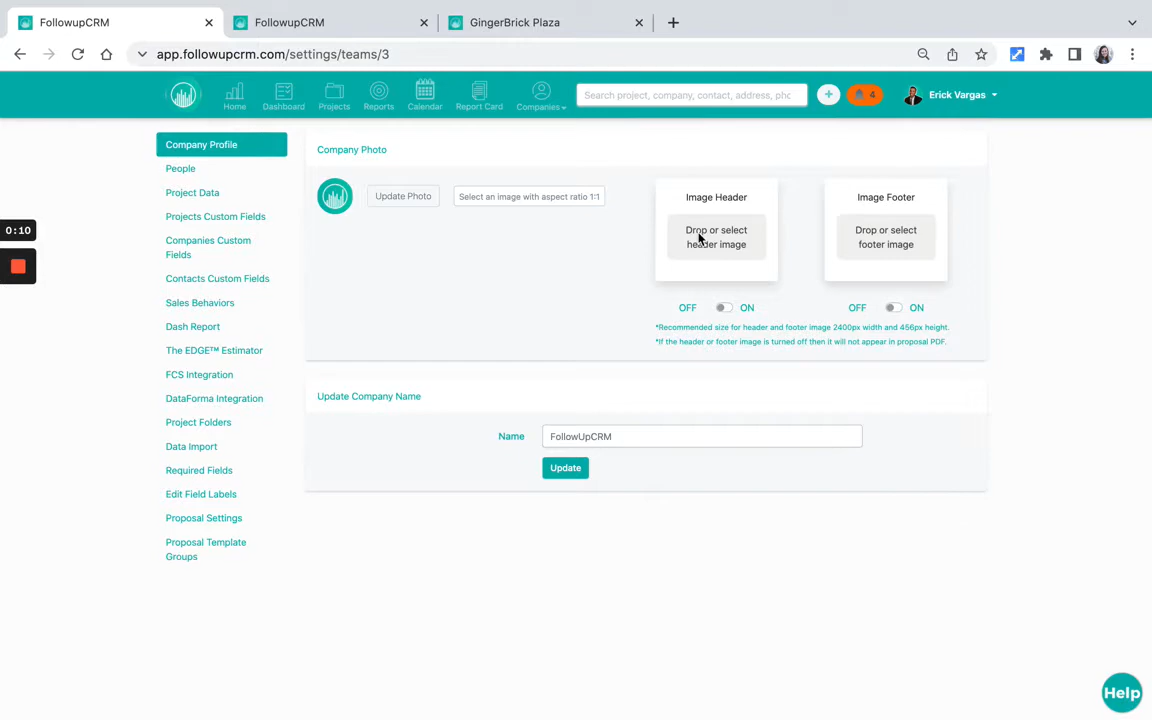 FollowupCRM
FollowupCRM
GingerBrick Plaza
app.followupcrm.com/settings/teams/3
Home
Dashboard
Projects
Reports
Calendar
Report Card
Companies
Search project, company, contact, address, phc
+
4
Erick Vargas
0:10
Company Profile
People
Project Data
Projects Custom Fields
Companies Custom
Fields
Contacts Custom Fields
Sales Behaviors
Dash Report
The EDGE™ Estimator
FCS Integration
DataForma Integration
Project Folders
Data Import
Required Fields
Edit Field Labels
Proposal Settings
Proposal Template
Groups
Company Photo
Update Photo
Select an image with aspect ratio 1:1
Image Header
Drop or select
header image
OFF ON
Image Footer
Drop or select
footer image
OFF ON
*Recommended size for header and footer image 2400px width and 456px height.
*If the header or footer image is turned off then it will not appear in proposal PDF.
Update Company Name
Name
FollowUpCRM
Update
Help